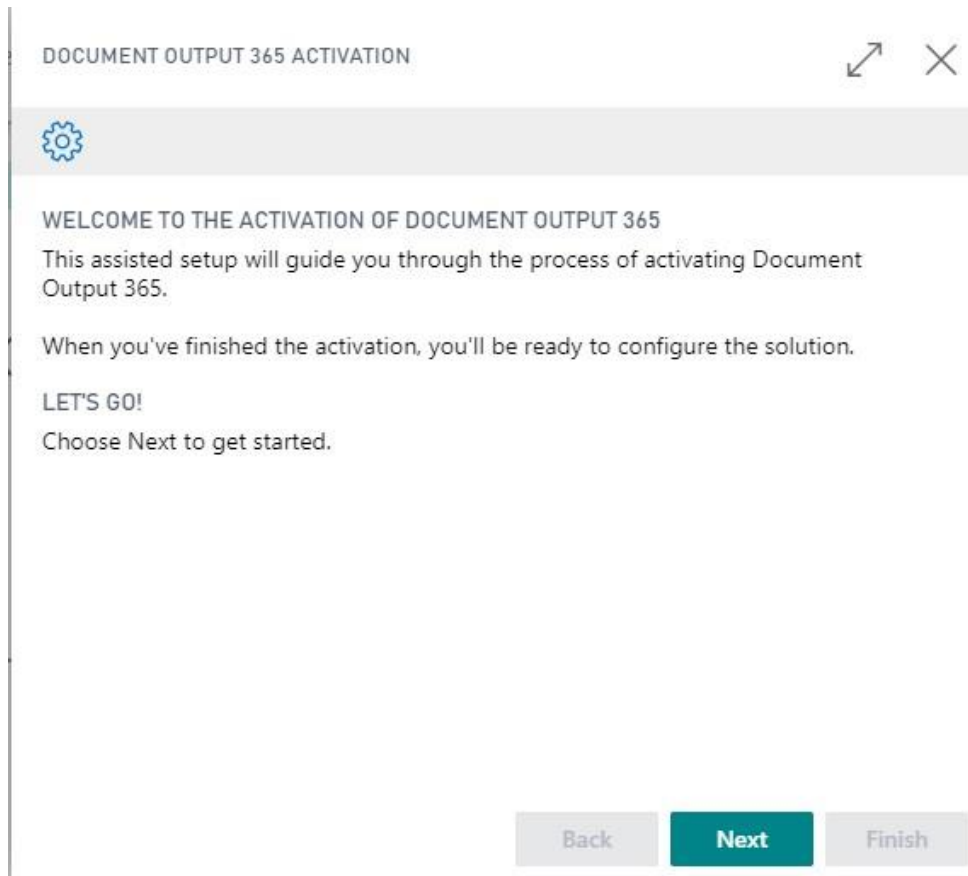 DOCUMENT OUTPUT 365 ACTIVATION
WELCOME TO THE ACTIVATION OF DOCUMENT OUTPUT 365
This assisted setup will guide you through the process of activating Document
Output 365.
When you've finished the activation, you'll be ready to configure the solution.
LET'S GO!
Choose Next to get started.
Back
Next
Finish